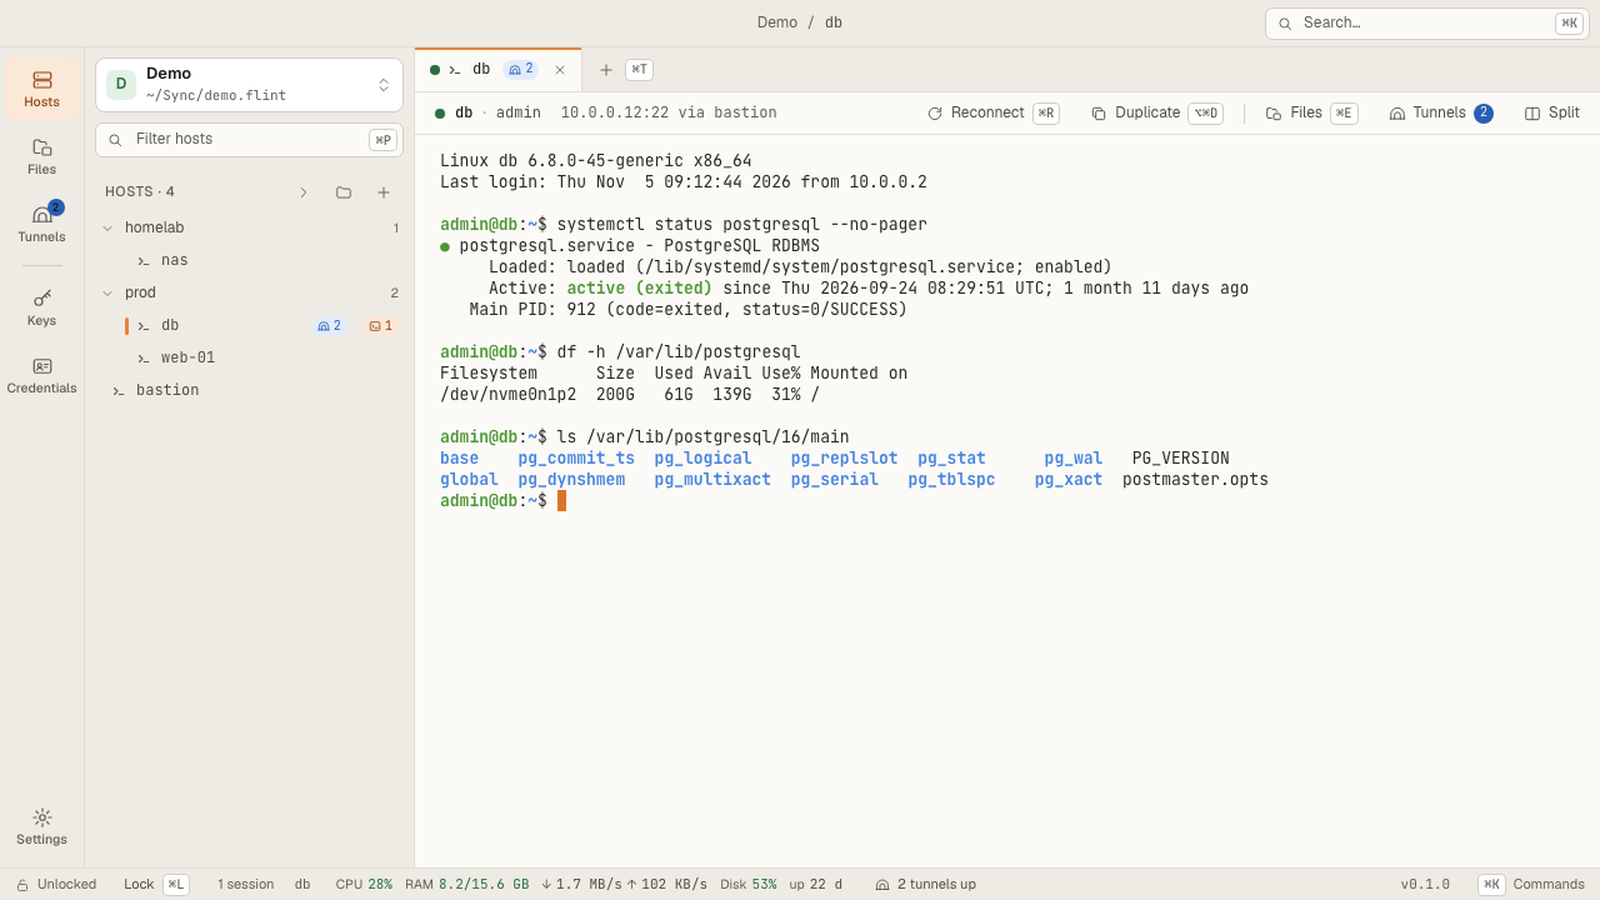 Demo / db
Search… ⌘K
Hosts
Files
2
Tunnels
Keys
Credentials
Settings
D
Demo
~/Sync/demo.flint
Filter hosts ⌘P
HOSTS · 4
homelab 1
nas
prod 2
db 2 1
web-01
bastion
db 2 ⌘T
db · admin 10.0.0.12:22 via bastion Reconnect ⌘R Duplicate ⌥⌘D Files ⌘E Tunnels 2 Split
Linux db 6.8.0-45-generic x86_64
Last login: Thu Nov  5 09:12:44 2026 from 10.0.0.2
admin@db:~$ systemctl status postgresql --no-pager
● postgresql.service - PostgreSQL RDBMS
     Loaded: loaded (/lib/systemd/system/postgresql.service; enabled)
     Active: active (exited) since Thu 2026-09-24 08:29:51 UTC; 1 month 11 days ago
   Main PID: 912 (code=exited, status=0/SUCCESS)
admin@db:~$ df -h /var/lib/postgresql
Filesystem      Size  Used Avail Use% Mounted on
/dev/nvme0n1p2  200G   61G  139G  31% /
admin@db:~$ ls /var/lib/postgresql/16/main
base    pg_commit_ts  pg_logical    pg_replslot  pg_stat      pg_wal   PG_VERSION
global  pg_dynshmem   pg_multixact  pg_serial   pg_tblspc    pg_xact  postmaster.opts
admin@db:~$
Unlocked Lock ⌘L 1 session db CPU 28% RAM 8.2/15.6 GB ↓ 1.7 MB/s ↑ 102 KB/s Disk 53% up 22 d 2 tunnels up v0.1.0 ⌘K Commands